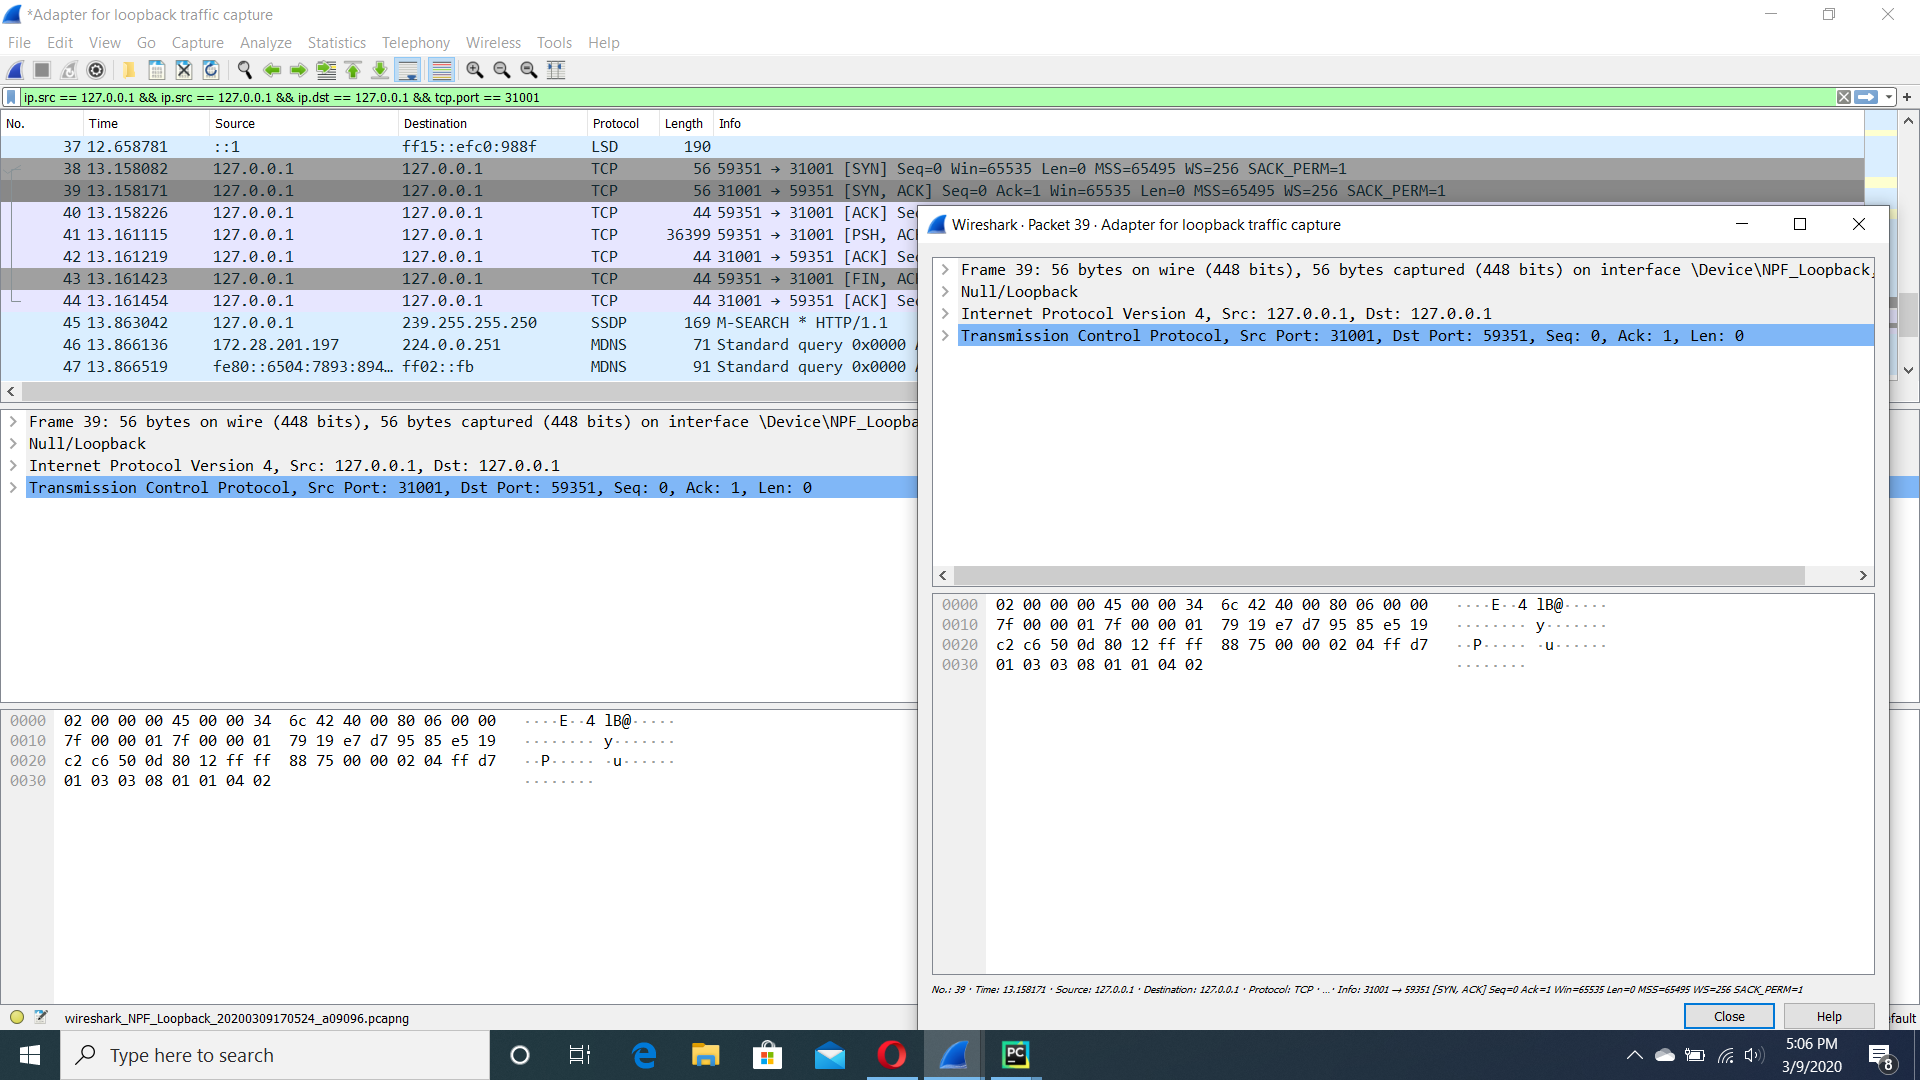 *Adapter for loopback traffic capture
File Edit View Go Capture Analyze Statistics Telephony Wireless Tools Help
ip.src == 127.0.0.1 && ip.src == 127.0.0.1 && ip.dst == 127.0.0.1 && tcp.port == 31001
No. Time Source Destination Protocol Length Info
37 12.658781 ::1 ff15::efc0:988f LSD 190
38 13.158082 127.0.0.1 127.0.0.1 TCP 56 59351 → 31001 [SYN] Seq=0 Win=65535 Len=0 MSS=65495 WS=256 SACK_PERM=1
39 13.158171 127.0.0.1 127.0.0.1 TCP 56 31001 → 59351 [SYN, ACK] Seq=0 Ack=1 Win=65535 Len=0 MSS=65495 WS=256 SACK_PERM=1
40 13.158226 127.0.0.1 127.0.0.1 TCP 44 59351 → 31001 [ACK] Se
41 13.161115 127.0.0.1 127.0.0.1 TCP 36399 59351 → 31001 [PSH, AC
42 13.161219 127.0.0.1 127.0.0.1 TCP 44 31001 → 59351 [ACK] Se
43 13.161423 127.0.0.1 127.0.0.1 TCP 44 59351 → 31001 [FIN, AC
44 13.161454 127.0.0.1 127.0.0.1 TCP 44 31001 → 59351 [ACK] Se
45 13.863042 127.0.0.1 239.255.255.250 SSDP 169 M-SEARCH * HTTP/1.1
46 13.866136 172.28.201.197 224.0.0.251 MDNS 71 Standard query 0x0000
47 13.866519 fe80::6504:7893:894… ff02::fb MDNS 91 Standard query 0x0000
Frame 39: 56 bytes on wire (448 bits), 56 bytes captured (448 bits) on interface \Device\NPF_Loopba
Null/Loopback
Internet Protocol Version 4, Src: 127.0.0.1, Dst: 127.0.0.1
Transmission Control Protocol, Src Port: 31001, Dst Port: 59351, Seq: 0, Ack: 1, Len: 0
0000 02 00 00 00 45 00 00 34 6c 42 40 00 80 06 00 00 ····E··4 lB@·····
0010 7f 00 00 01 7f 00 00 01 79 19 e7 d7 95 85 e5 19 ········ y·······
0020 c2 c6 50 0d 80 12 ff ff 88 75 00 00 02 04 ff d7 ··P····· ·u······
0030 01 03 03 08 01 01 04 02 ········
wireshark_NPF_Loopback_20200309170524_a09096.pcapng
Wireshark · Packet 39 · Adapter for loopback traffic capture
Frame 39: 56 bytes on wire (448 bits), 56 bytes captured (448 bits) on interface \Device\NPF_Loopback,
Null/Loopback
Internet Protocol Version 4, Src: 127.0.0.1, Dst: 127.0.0.1
Transmission Control Protocol, Src Port: 31001, Dst Port: 59351, Seq: 0, Ack: 1, Len: 0
0000 02 00 00 00 45 00 00 34 6c 42 40 00 80 06 00 00 ····E··4 lB@·····
0010 7f 00 00 01 7f 00 00 01 79 19 e7 d7 95 85 e5 19 ········ y·······
0020 c2 c6 50 0d 80 12 ff ff 88 75 00 00 02 04 ff d7 ··P····· ·u······
0030 01 03 03 08 01 01 04 02 ········
No.: 39 · Time: 13.158171 · Source: 127.0.0.1 · Destination: 127.0.0.1 · Protocol: TCP · … · Info: 31001 → 59351 [SYN, ACK] Seq=0 Ack=1 Win=65535 Len=0 MSS=65495 WS=256 SACK_PERM=1
Close Help
efault
Type here to search
PC
5:06 PM
3/9/2020
8